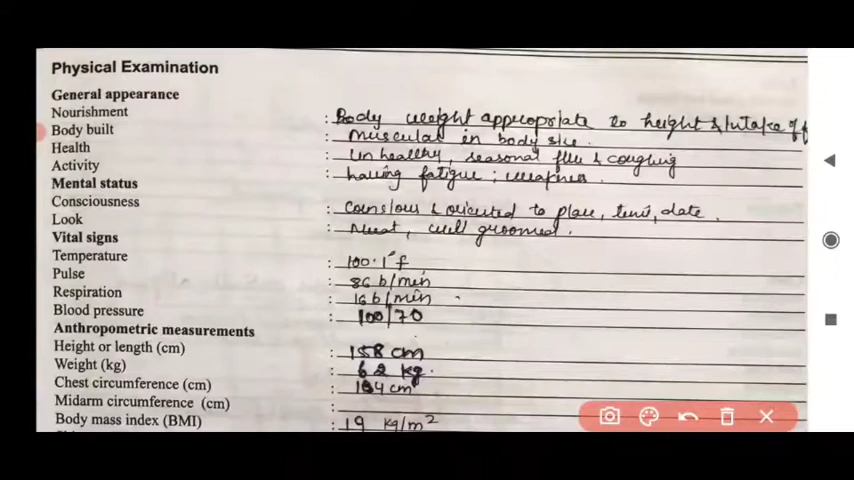 Physical Examination
General appearance
Nourishment : Body weight appropriate to height & intake of
Body built : Muscular in body size.
Health : Unhealthy, seasonal flu & coughing
Activity : having fatigue; weakness.
Mental status
Consciousness : Conscious & oriented to place, time, date.
Look : Neat, well groomed.
Vital signs
Temperature : 100.1°f
Pulse : 86 b/min
Respiration : 16 b/min
Blood pressure : 100/70
Anthropometric measurements
Height or length (cm) : 158 cm
Weight (kg) : 62 kg.
Chest circumference (cm) : cm
Midarm circumference (cm) :
Body mass index (BMI) : 19 kg/m²